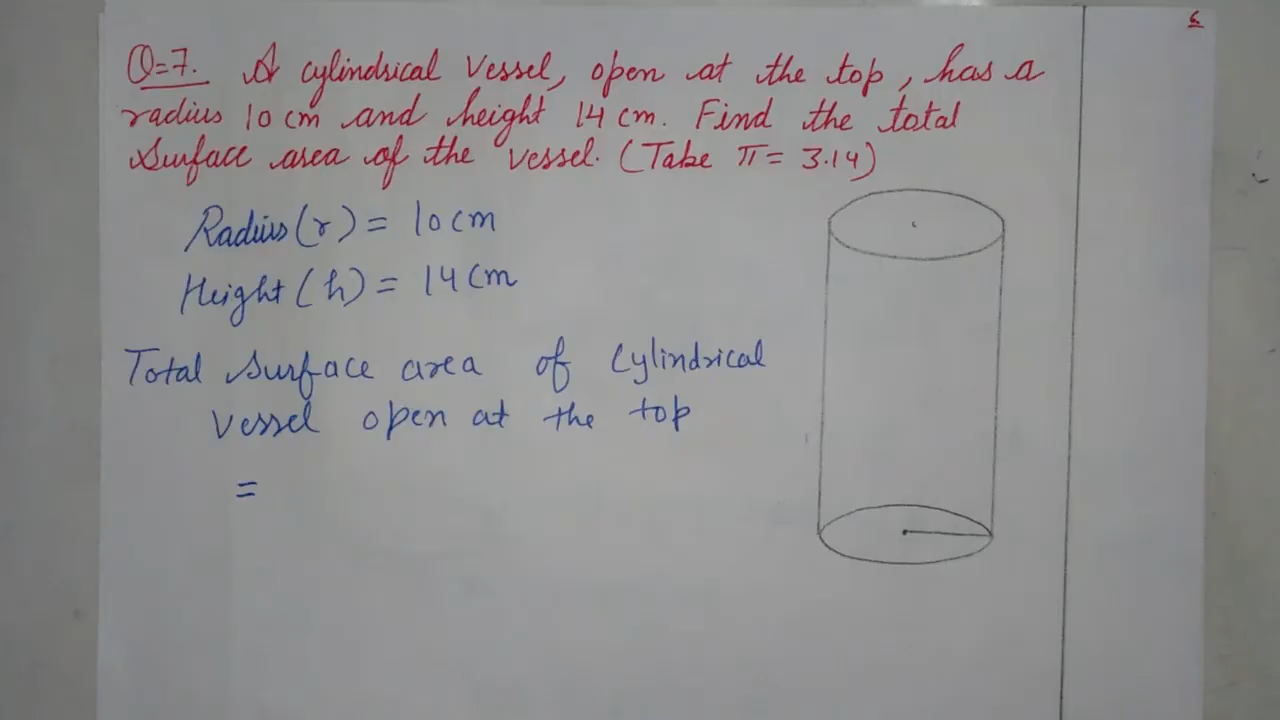 Q=7. A cylindrical vessel, open at the top, has a
radius 10 cm and height 14 cm. Find the total
surface area of the vessel. (Take π = 3.14)
Radius (r) = 10 cm
Height (h) = 14 cm
Total surface area of cylindrical
vessel open at the top
=